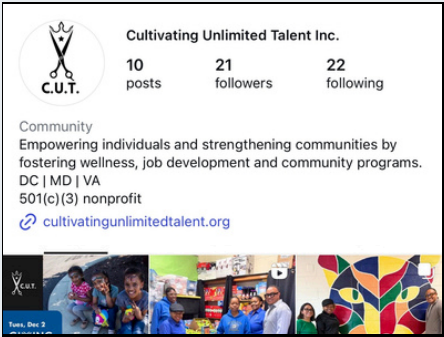 Cultivating Unlimited Talent Inc.
10 21 22
posts followers following
C.U.T.
Community
Empowering individuals and strengthening communities by
fostering wellness, job development and community programs.
DC | MD | VA
501(c)(3) nonprofit
cultivatingunlimitedtalent.org
C.U.T.
Tues, Dec 2